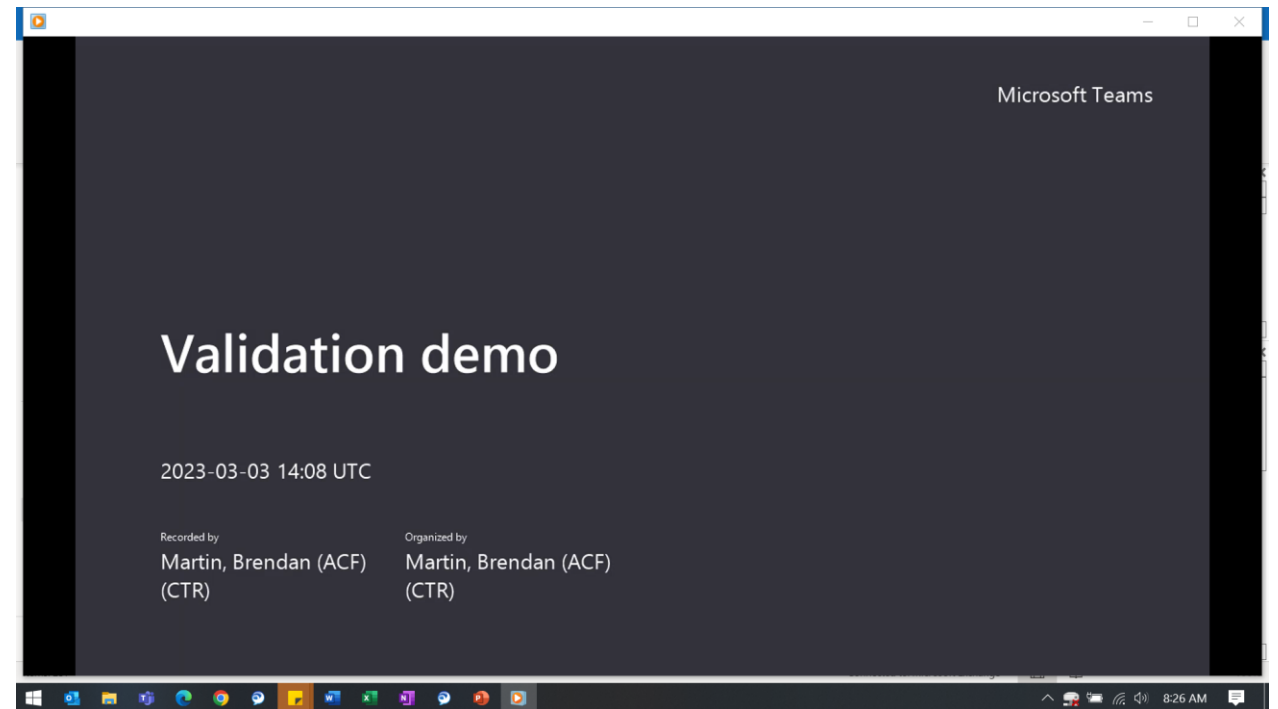 Microsoft Teams
Validation demo
2023-03-03 14:08 UTC
Recorded by
Martin, Brendan (ACF)
(CTR)
Organized by
Martin, Brendan (ACF)
(CTR)
8:26 AM